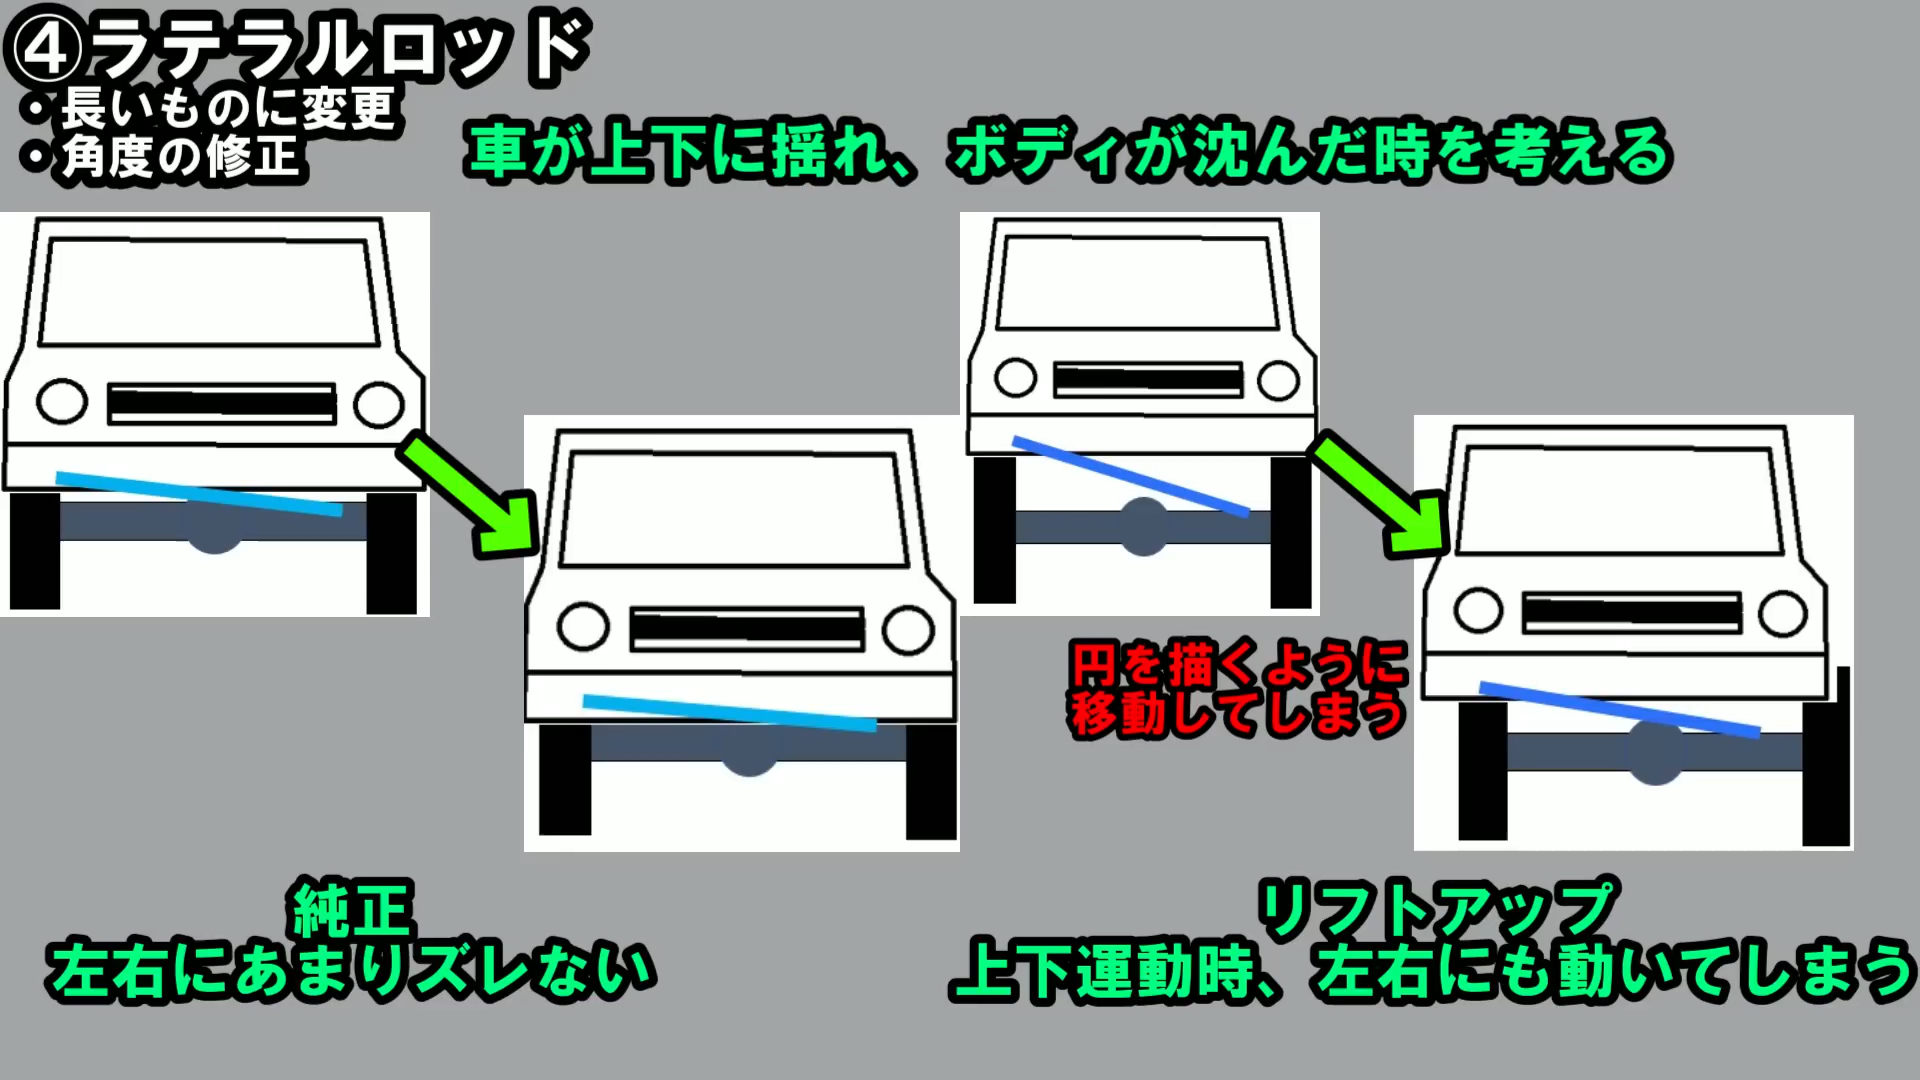 ④ラテラルロッド
・長いものに変更
・角度の修正
車が上下に揺れ、ボディが沈んだ時を考える
円を描くように
移動してしまう
純正
左右にあまりズレない
リフトアップ
上下運動時、左右にも動いてしまう